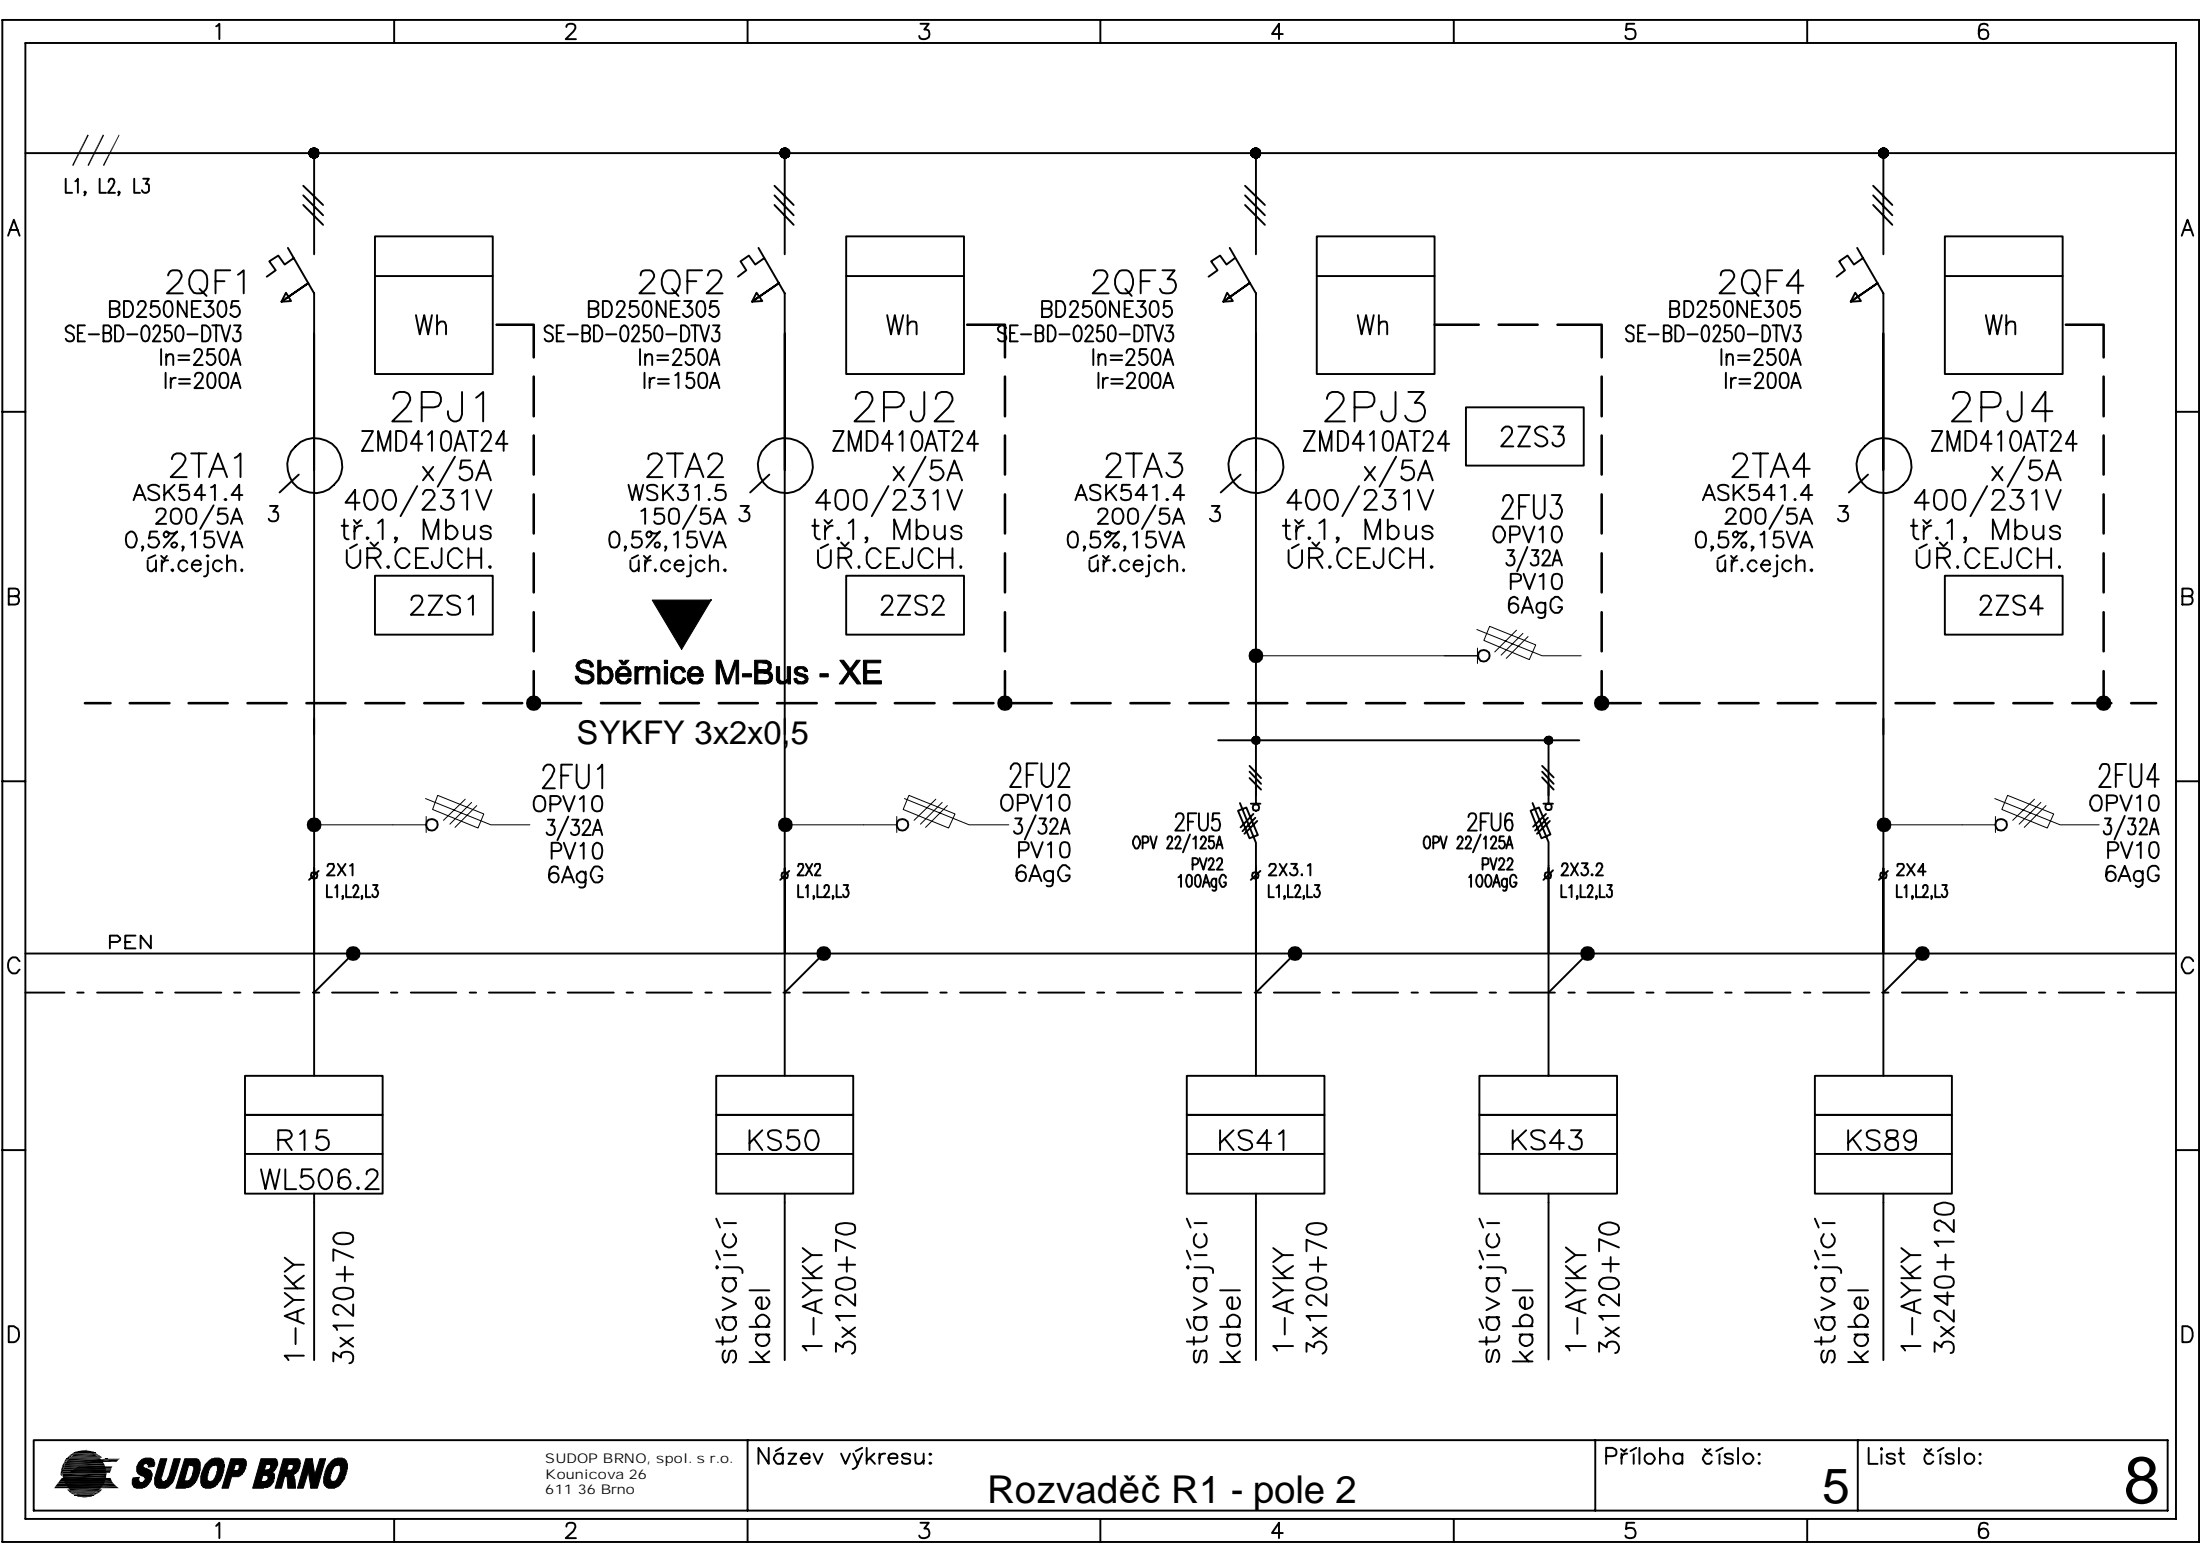 1 2 3 4 5 6
A A
L1, L2, L3
2QF1
BD250NE305
SE-BD-0250-DTV3
In=250A
Ir=200A
Wh
2PJ1
ZMD410AT24
x/5A
400/231V
tř.1, Mbus
ÚŘ.CEJCH.
2ZS1
2TA1
ASK541.4
200/5A
0,5%,15VA
úř.cejch.
3
2QF2
BD250NE305
SE-BD-0250-DTV3
In=250A
Ir=150A
Wh
2PJ2
ZMD410AT24
x/5A
400/231V
tř.1, Mbus
ÚŘ.CEJCH.
2ZS2
2TA2
WSK31.5
150/5A
0,5%,15VA
úř.cejch.
3
2QF3
BD250NE305
SE-BD-0250-DTV3
In=250A
Ir=200A
Wh
2PJ3
ZMD410AT24
x/5A
400/231V
tř.1, Mbus
ÚŘ.CEJCH.
2ZS3
2TA3
ASK541.4
200/5A
0,5%,15VA
úř.cejch.
3
2FU3
OPV10
3/32A
PV10
6AgG
2QF4
BD250NE305
SE-BD-0250-DTV3
In=250A
Ir=200A
Wh
2PJ4
ZMD410AT24
x/5A
400/231V
tř.1, Mbus
ÚŘ.CEJCH.
2ZS4
2TA4
ASK541.4
200/5A
0,5%,15VA
úř.cejch.
3
B B
Sběrnice M-Bus - XE
SYKFY 3x2x0,5
2FU1
OPV10
3/32A
PV10
6AgG
2X1
L1,L2,L3
2FU2
OPV10
3/32A
PV10
6AgG
2X2
L1,L2,L3
2FU5
OPV 22/125A
PV22
100AgG
2X3.1
L1,L2,L3
2FU6
OPV 22/125A
PV22
100AgG
2X3.2
L1,L2,L3
2FU4
OPV10
3/32A
PV10
6AgG
2X4
L1,L2,L3
PEN
C C
R15
WL506.2
KS50
KS41
KS43
KS89
1-AYKY
3x120+70
stávající
kabel
1-AYKY
3x120+70
stávající
kabel
1-AYKY
3x120+70
stávající
kabel
1-AYKY
3x120+70
stávající
kabel
1-AYKY
3x240+120
D D
SUDOP BRNO
SUDOP BRNO, spol. s r.o.
Kounicova 26
611 36 Brno
Název výkresu:
Rozvaděč R1 - pole 2
Příloha číslo:
5
List číslo:
8
1 2 3 4 5 6